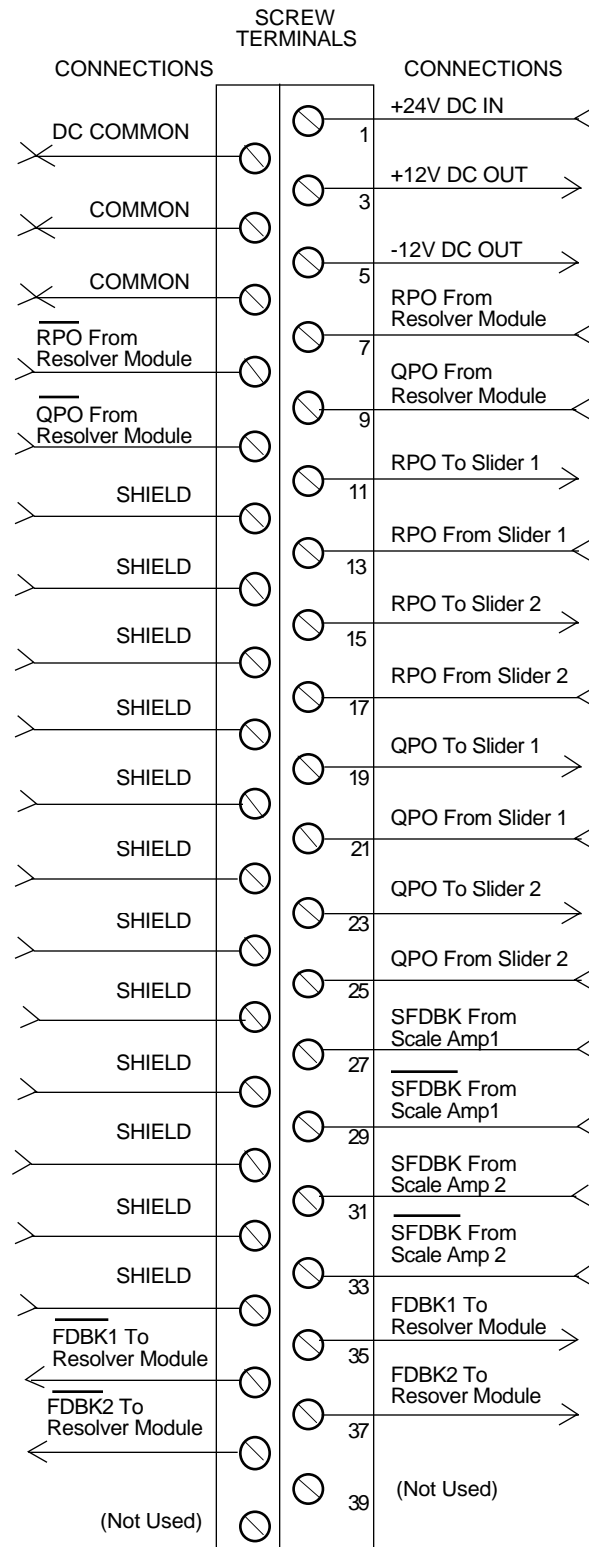 SCREW
TERMINALS
CONNECTIONS
CONNECTIONS
+24V DC IN
1
DC COMMON
+12V DC OUT
3
COMMON
-12V DC OUT
5
COMMON
RPO From
Resolver Module
7
RPO From
Resolver Module
QPO From
Resolver Module
9
QPO From
Resolver Module
RPO To Slider 1
11
SHIELD
RPO From Slider 1
13
SHIELD
RPO To Slider 2
15
SHIELD
RPO From Slider 2
17
SHIELD
QPO To Slider 1
19
SHIELD
QPO From Slider 1
21
SHIELD
QPO To Slider 2
23
SHIELD
QPO From Slider 2
25
SHIELD
SFDBK From
Scale Amp1
27
SHIELD
SFDBK From
Scale Amp1
29
SHIELD
SFDBK From
Scale Amp 2
31
SHIELD
SFDBK From
Scale Amp 2
33
SHIELD
FDBK1 To
Resolver Module
35
FDBK1 To
Resolver Module
FDBK2 To
Resover Module
37
FDBK2 To
Resolver Module
39
(Not Used)
(Not Used)